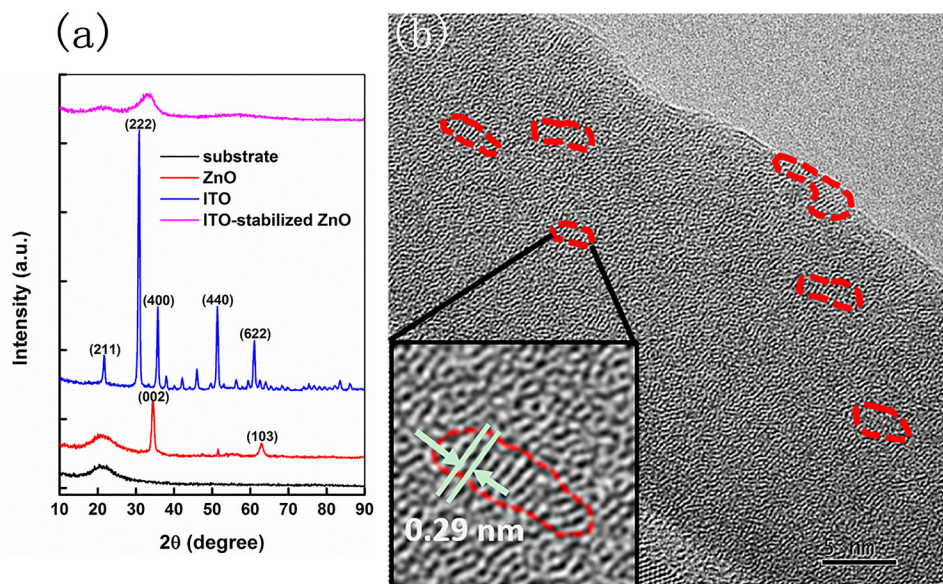 (a)
(b)
substrate
ZnO
ITO
ITO-stabilized ZnO
(222)
(400)
(440)
(211)
(622)
(002)
(103)
Intensity (a.u.)
10 20 30 40 50 60 70 80 90
2θ (degree)
0.29 nm
5 nm